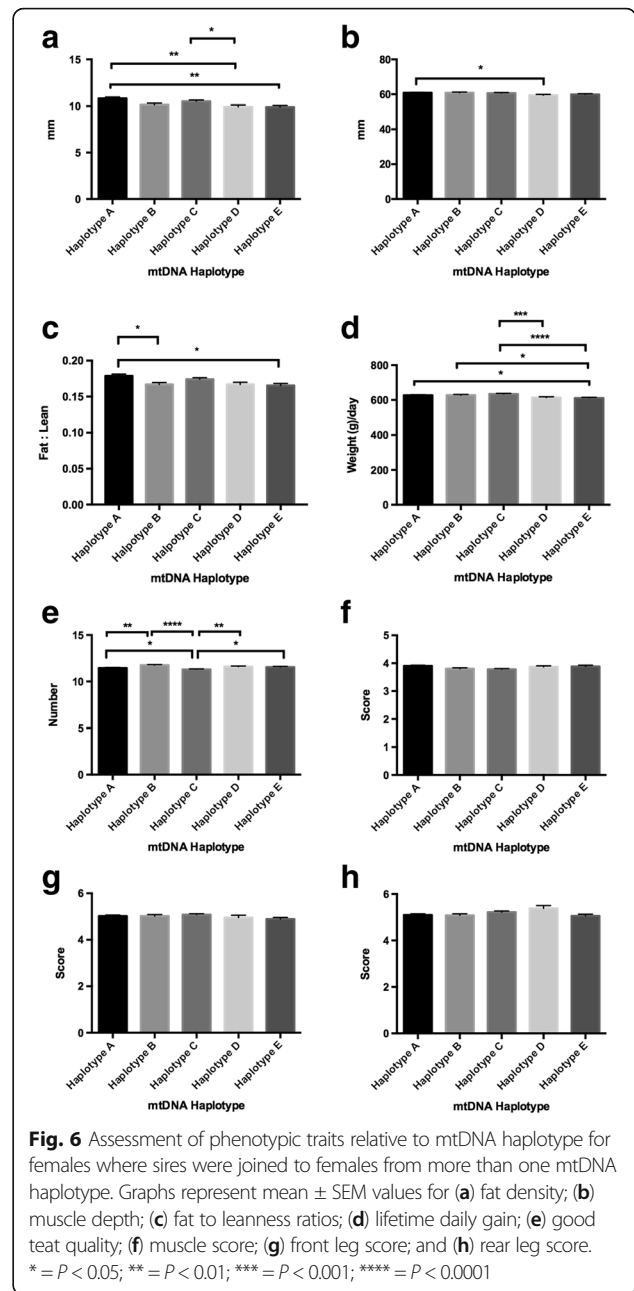 a
*
**
**
15
10
5
0
mm
Haplotype A
Haplotype B
Haplotype C
Haplotype D
Haplotype E
mtDNA Haplotype
b
*
80
60
40
20
0
mm
Haplotype A
Haplotype B
Haplotype C
Haplotype D
Haplotype E
mtDNA Haplotype
c
*
*
0.20
0.15
0.10
0.05
0.00
Fat : Lean
Haplotype A
Halpotype B
Haplotype C
Haplotype D
Haplotype E
mtDNA Haplotype
d
***
****
*
*
800
600
400
200
0
Weight (g)/day
Haplotype A
Haplotype B
Haplotype C
Haplotype D
Haplotype E
mtDNA Haplotype
e
** **** **
* *
15
10
5
0
Number
Haplotype A
Haplotype B
Haplotype C
Haplotype D
Haplotype E
mtDNA Haplotype
f
5
4
3
2
1
0
Score
Haplotype A
Haplotype B
Haplotype C
Haplotype D
Haplotype E
mtDNA Haplotype
g
6
4
2
0
Score
Haplotype A
Haplotype B
Haplotype C
Haplotype D
Haplotype E
mtDNA Haplotype
h
6
4
2
0
Score
Haplotype A
Haplotype B
Haplotype C
Haplotype D
Haplotype E
mtDNA Haplotype
Fig. 6 Assessment of phenotypic traits relative to mtDNA haplotype for
females where sires were joined to females from more than one mtDNA
haplotype. Graphs represent mean ± SEM values for (a) fat density; (b)
muscle depth; (c) fat to leanness ratios; (d) lifetime daily gain; (e) good
teat quality; (f) muscle score; (g) front leg score; and (h) rear leg score.
* = P < 0.05; ** = P < 0.01; *** = P < 0.001; **** = P < 0.0001